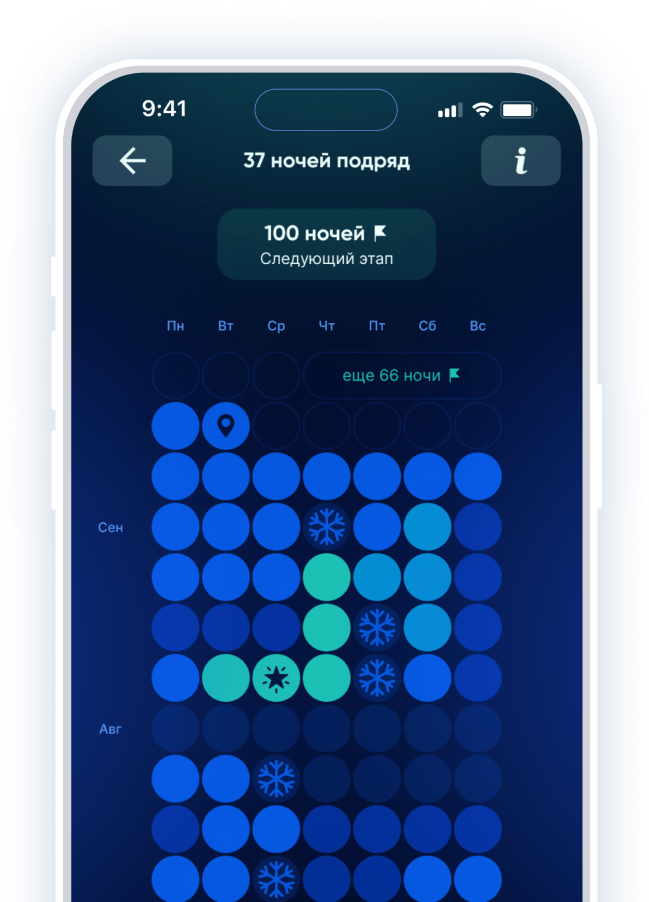 9:41
37 ночей подряд
i
100 ночей
Следующий этап
Пн Вт Ср Чт Пт Сб Вс
еще 66 ночи
Сен
Авг